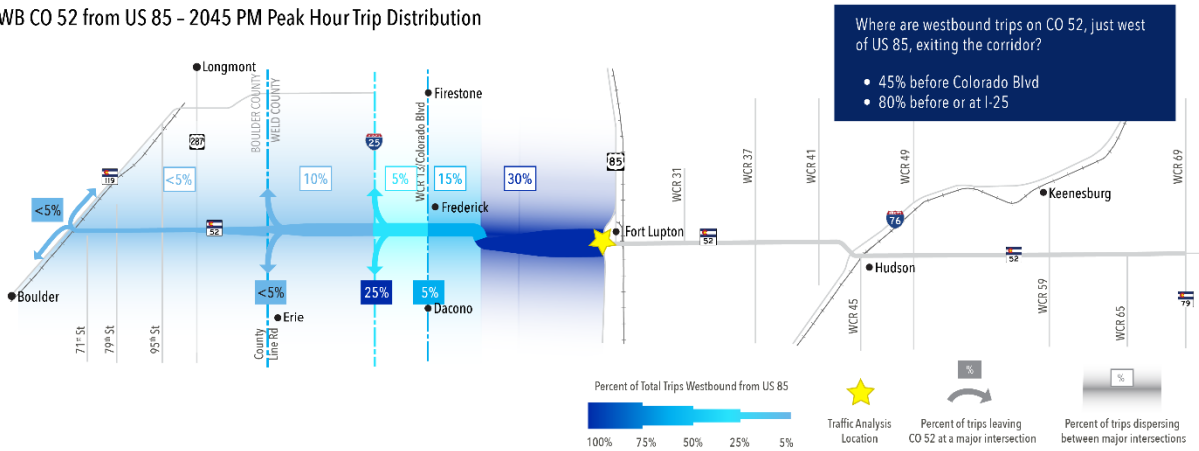 WB CO 52 from US 85 – 2045 PM Peak Hour Trip Distribution
Where are westbound trips on CO 52, just west
of US 85, exiting the corridor?
• 45% before Colorado Blvd
• 80% before or at I-25
Longmont
BOULDER COUNTY
WELD COUNTY
Firestone
WCR 13/Colorado Blvd
287
25
85
119
<5%
10%
5%
15%
30%
WCR 31
WCR 37
WCR 41
WCR 49
WCR 69
Keenesburg
<5%
52
Frederick
Fort Lupton
52
76
52
Hudson
Boulder
<5%
25%
5%
Dacono
Erie
71st St
79th St
95th St
County
Line Rd
WCR 45
WCR 59
WCR 65
79
Percent of Total Trips Westbound from US 85
100% 75% 50% 25% 5%
Traffic Analysis
Location
%
Percent of trips leaving
CO 52 at a major intersection
%
Percent of trips dispersing
between major intersections